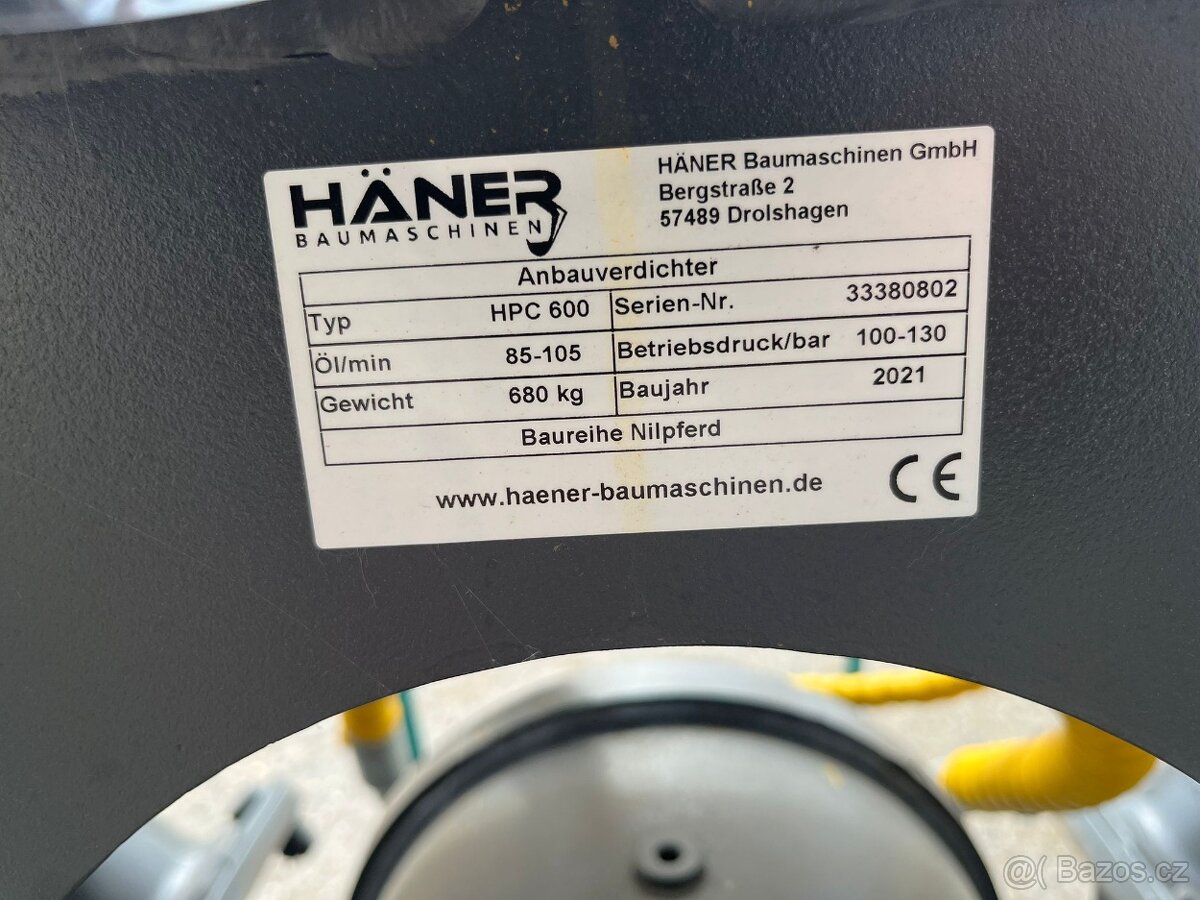 HÄNER
BAUMASCHINEN
HÄNER Baumaschinen GmbH
Bergstraße 2
57489 Drolshagen
Anbauverdichter
Typ HPC 600 Serien-Nr. 33380802
Öl/min 85-105 Betriebsdruck/bar 100-130
Gewicht 680 kg Baujahr 2021
Baureihe Nilpferd
www.haener-baumaschinen.de CE
@( Bazos.cz